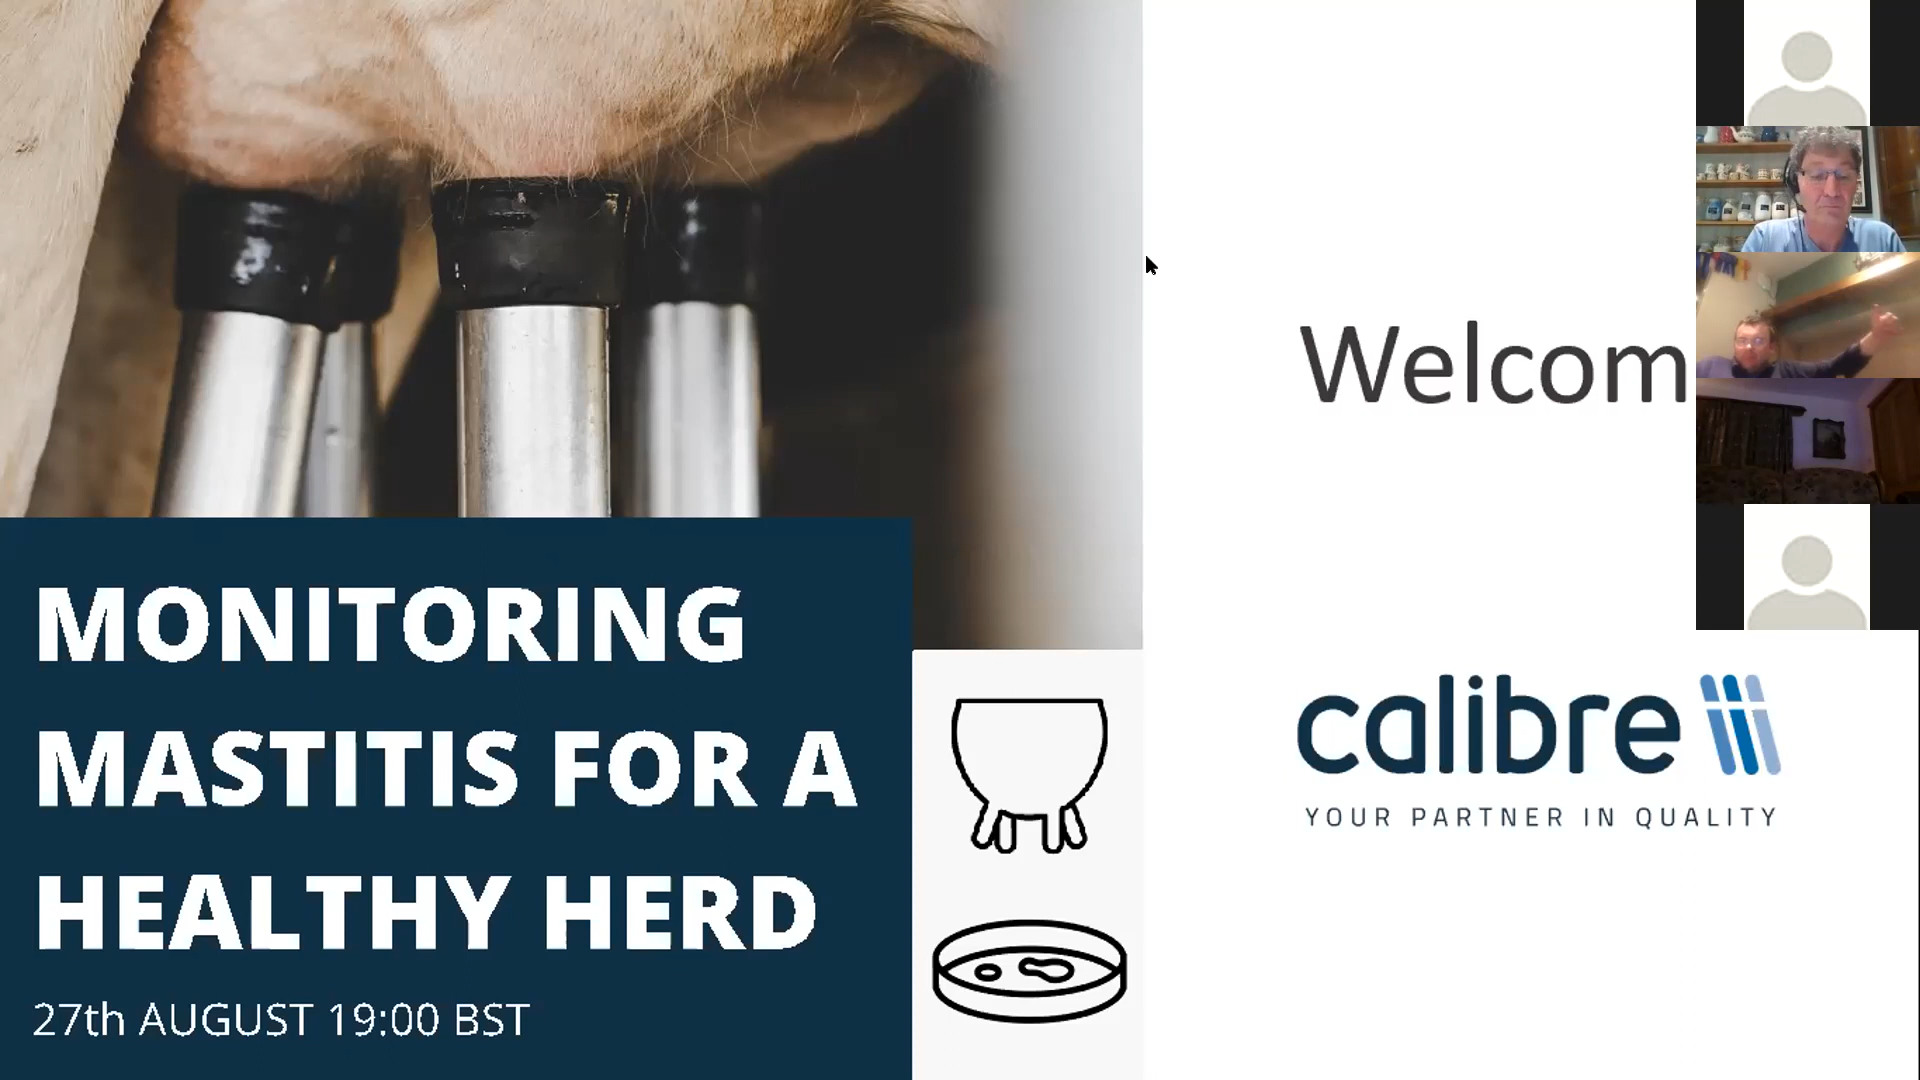 MONITORING
MASTITIS FOR A
HEALTHY HERD
27th AUGUST 19:00 BST
Welcom
calibre
YOUR PARTNER IN QUALITY